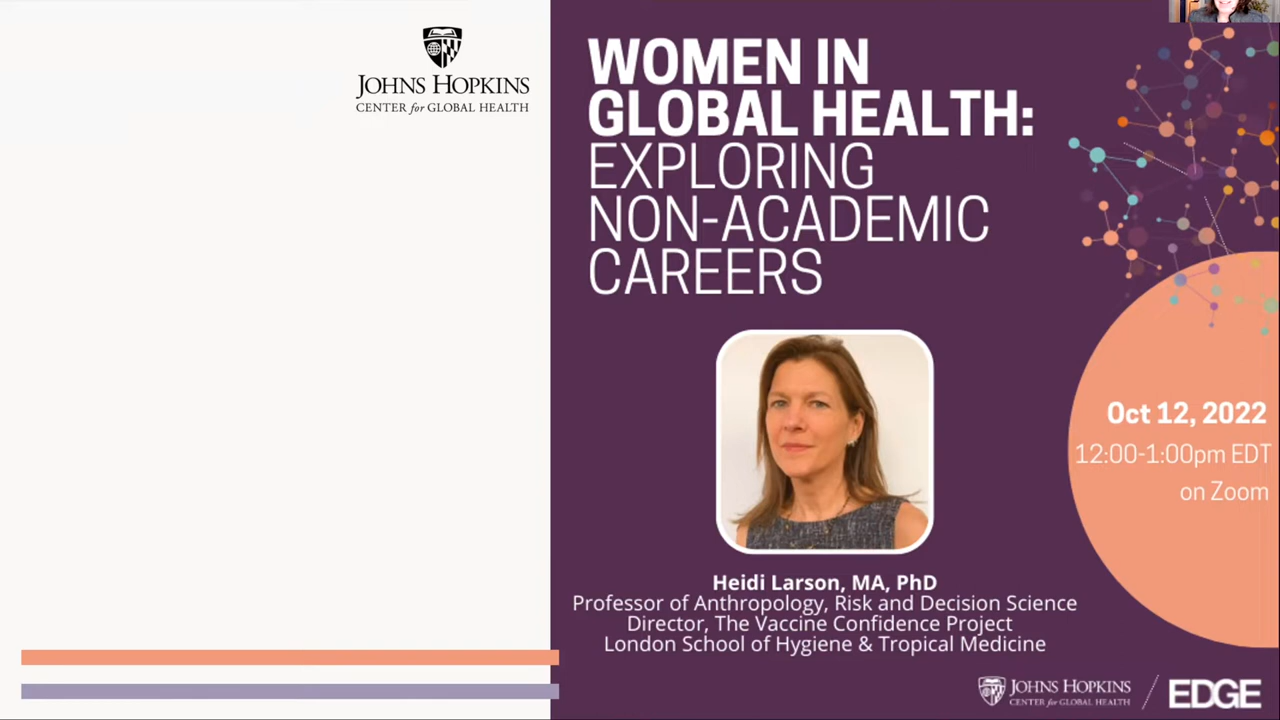 JOHNS HOPKINS
CENTER for GLOBAL HEALTH
WOMEN IN
GLOBAL HEALTH:
EXPLORING
NON-ACADEMIC
CAREERS
Oct 12, 2022
12:00-1:00pm EDT
on Zoom
Heidi Larson, MA, PhD
Professor of Anthropology, Risk and Decision Science
Director, The Vaccine Confidence Project
London School of Hygiene & Tropical Medicine
JOHNS HOPKINS
CENTER for GLOBAL HEALTH
EDGE